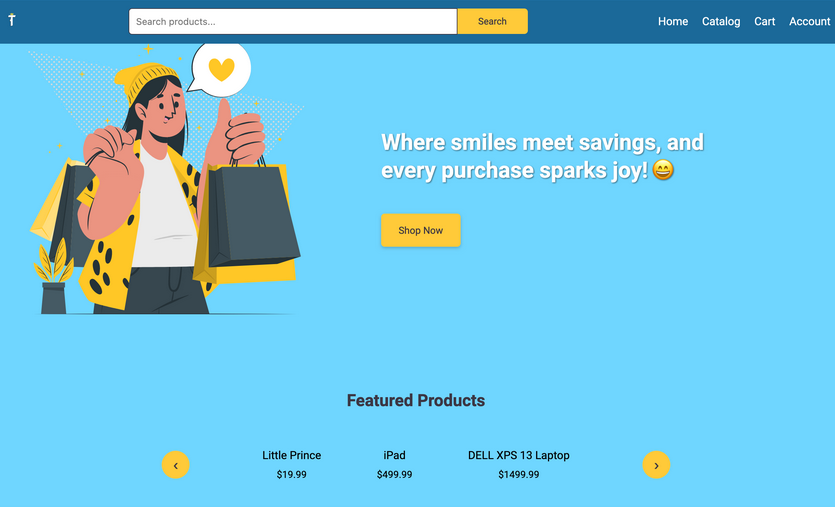 Search products...
Search
Home Catalog Cart Account
Where smiles meet savings, and
every purchase sparks joy! 😄
Shop Now
Featured Products
‹
Little Prince
$19.99
iPad
$499.99
DELL XPS 13 Laptop
$1499.99
›